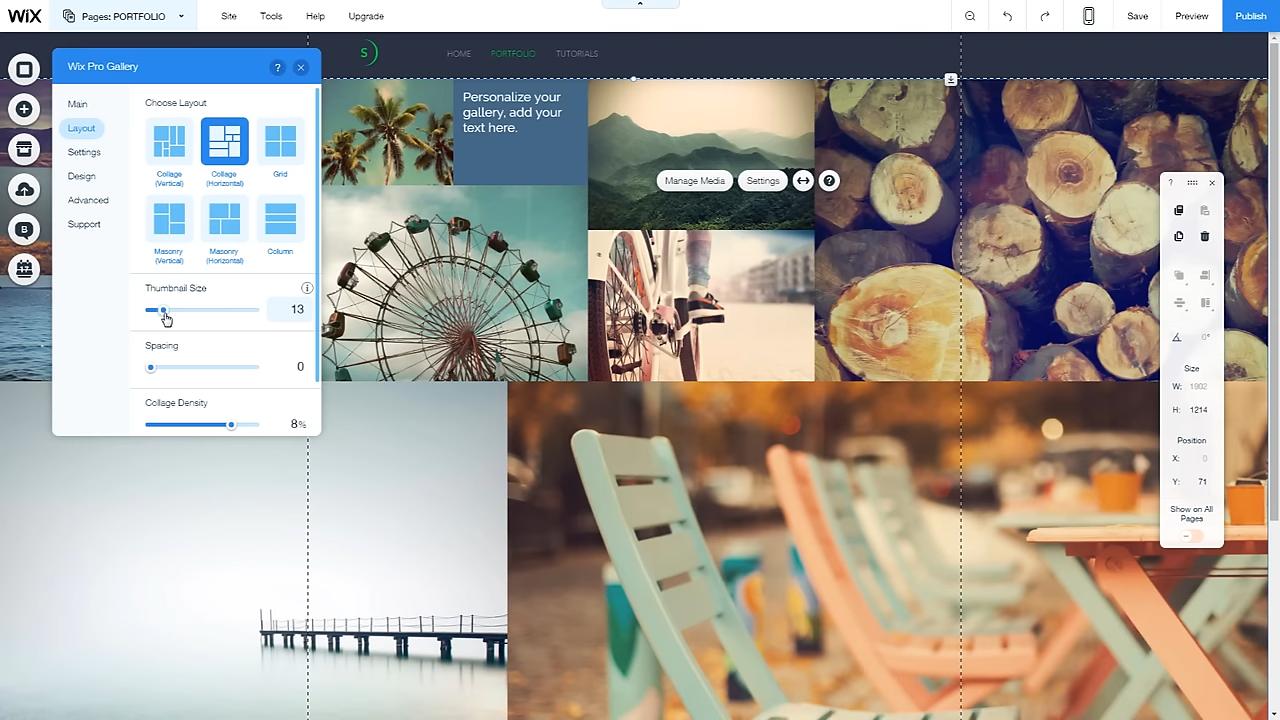 WiX
Pages: PORTFOLIO
Site
Tools
Help
Upgrade
Save
Preview
Publish
S
HOME
PORTFOLIO
TUTORIALS
Wix Pro Gallery
?
Main
Layout
Settings
Design
Advanced
Support
Choose Layout
Collage
(Vertical)
Collage
(Horizontal)
Grid
Masonry
(Vertical)
Masonry
(Horizontal)
Column
Thumbnail Size
13
Spacing
0
Collage Density
8%
Personalize your
gallery, add your
text here.
Manage Media
Settings
?
?
0°
Size
W: 1902
H: 1214
Position
X: 0
Y: 71
Show on All
Pages
B